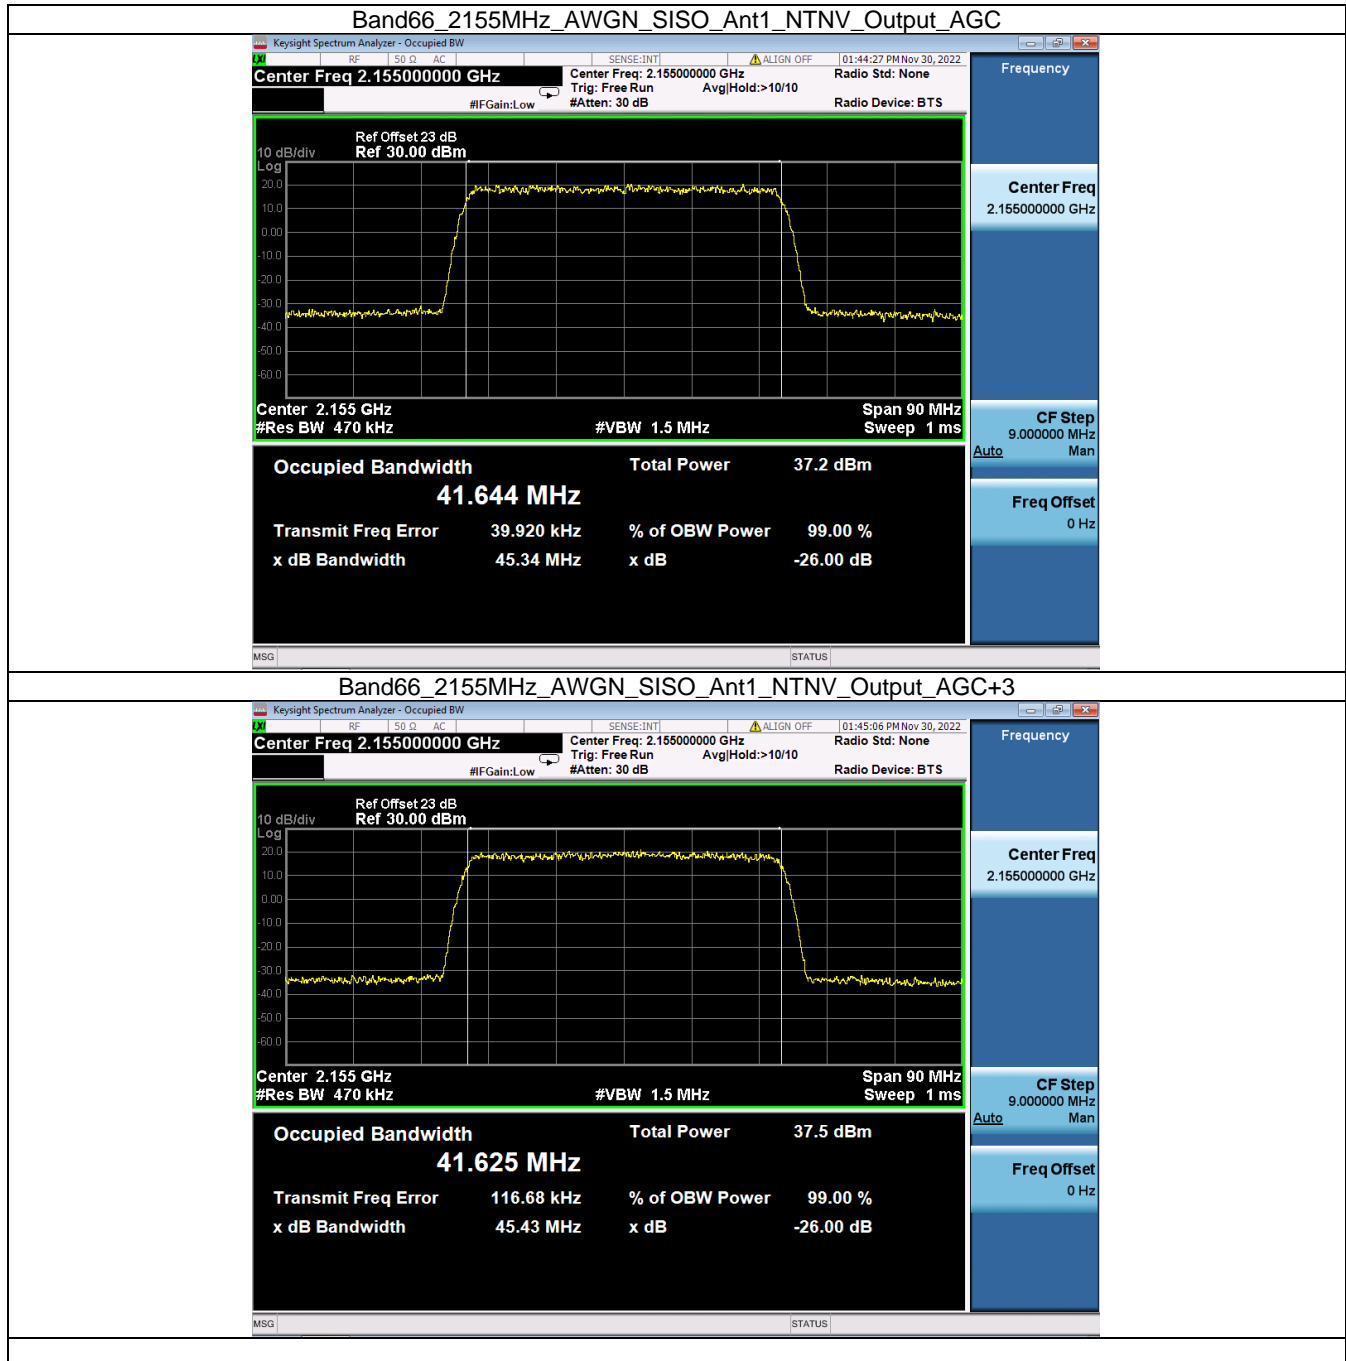 Band66_2155MHz_AWGN_SISO_Ant1_NTNV_Output_AGC
Keysight Spectrum Analyzer - Occupied BW
LXI RF 50 Ω AC SENSE:INT ALIGN OFF 01:44:27 PM Nov 30, 2022
Center Freq 2.155000000 GHz
Center Freq: 2.155000000 GHz Radio Std: None
Trig: Free Run Avg|Hold:>10/10
#IFGain:Low #Atten: 30 dB Radio Device: BTS
Frequency
Ref Offset 23 dB
10 dB/div Ref 30.00 dBm
Log
20.0
10.0
0.00
-10.0
-20.0
-30.0
-40.0
-50.0
-60.0
Center 2.155 GHz Span 90 MHz
#Res BW 470 kHz #VBW 1.5 MHz Sweep 1 ms
Occupied Bandwidth Total Power 37.2 dBm
41.644 MHz
Transmit Freq Error 39.920 kHz % of OBW Power 99.00 %
x dB Bandwidth 45.34 MHz x dB -26.00 dB
Center Freq
2.155000000 GHz
CF Step
9.000000 MHz
Auto Man
Freq Offset
0 Hz
MSG STATUS
Band66_2155MHz_AWGN_SISO_Ant1_NTNV_Output_AGC+3
Keysight Spectrum Analyzer - Occupied BW
LXI RF 50 Ω AC SENSE:INT ALIGN OFF 01:45:06 PM Nov 30, 2022
Center Freq 2.155000000 GHz
Center Freq: 2.155000000 GHz Radio Std: None
Trig: Free Run Avg|Hold:>10/10
#IFGain:Low #Atten: 30 dB Radio Device: BTS
Frequency
Ref Offset 23 dB
10 dB/div Ref 30.00 dBm
Log
20.0
10.0
0.00
-10.0
-20.0
-30.0
-40.0
-50.0
-60.0
Center 2.155 GHz Span 90 MHz
#Res BW 470 kHz #VBW 1.5 MHz Sweep 1 ms
Occupied Bandwidth Total Power 37.5 dBm
41.625 MHz
Transmit Freq Error 116.68 kHz % of OBW Power 99.00 %
x dB Bandwidth 45.43 MHz x dB -26.00 dB
Center Freq
2.155000000 GHz
CF Step
9.000000 MHz
Auto Man
Freq Offset
0 Hz
MSG STATUS